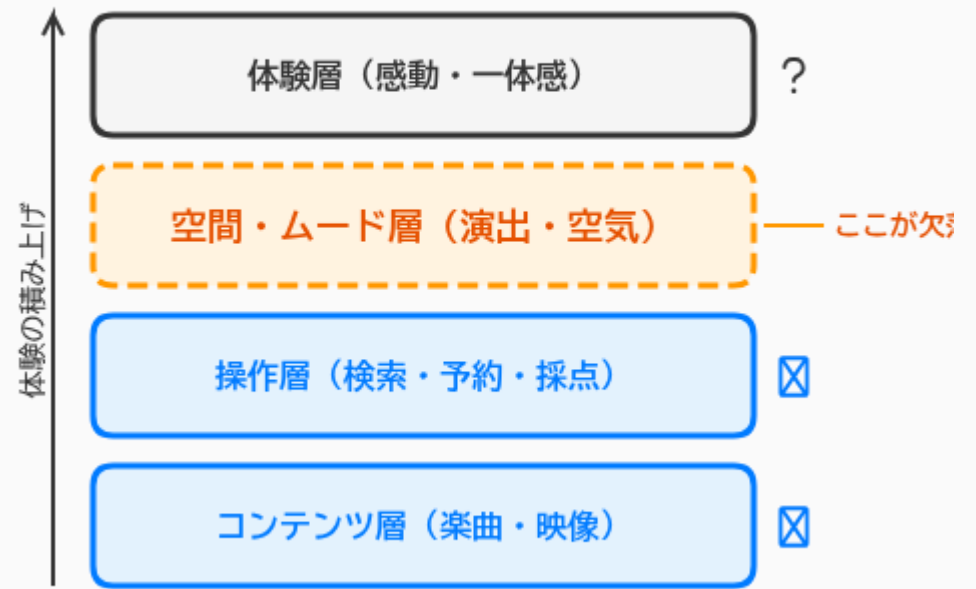 体験層（感動・一体感）
?
空間・ムード層（演出・空気）
ここが欠
操作層（検索・予約・採点）
コンテンツ層（楽曲・映像）
体験の積み上げ